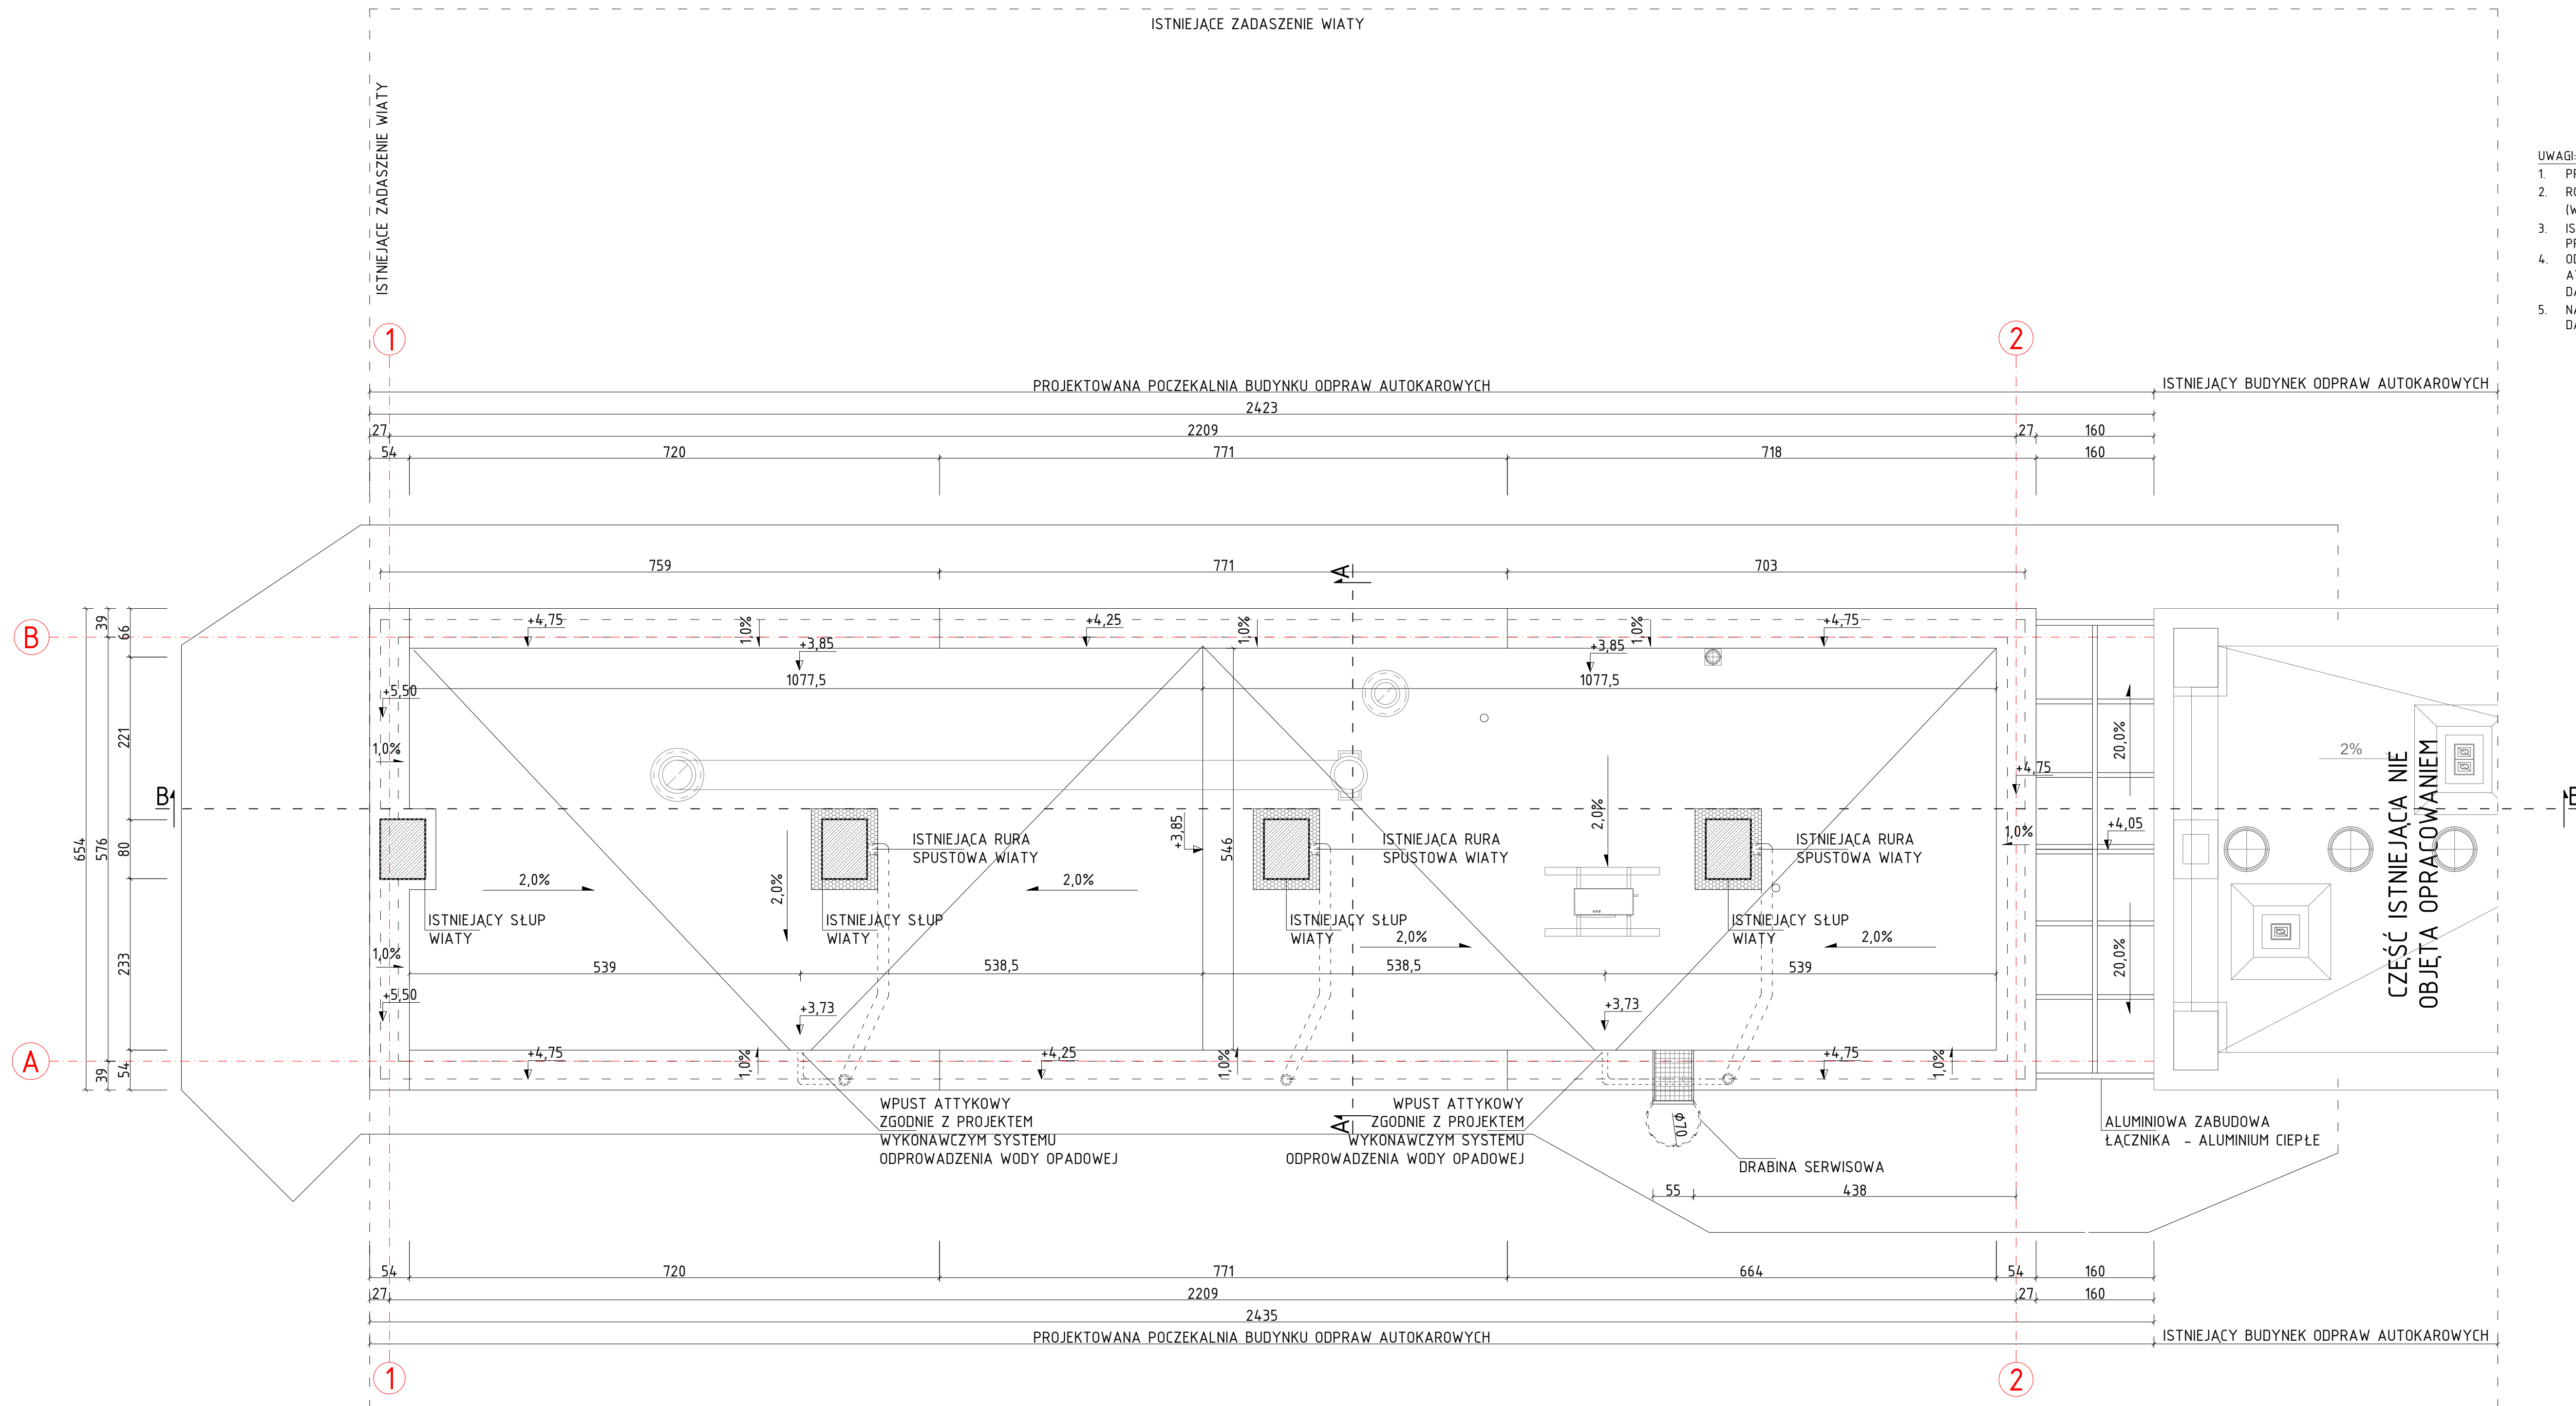 ISTNIEJĄCE ZADASZENIE WIATY
ISTNIEJĄCE ZADASZENIE WIATY
UWAGI:
1.
2.
3.
4.
5.
1
2
PROJEKTOWANA POCZEKALNIA BUDYNKU ODPRAW AUTOKAROWYCH
ISTNIEJĄCY BUDYNEK ODPRAW AUTOKAROWYCH
2423
27 2209 27 160
54 720 771 718 160
759 771 703
A
B
39 66
+4,75 1,0% +4,25 1,0% 1,0% +4,75
+3,85 +3,85
1077,5 1077,5
+5,50
221
1,0%
20,0%
2%
+4,75
B
654 576 80
2,0%
+3,85 546
1,0%
+4,05
ISTNIEJĄCA RURA
SPUSTOWA WIATY
ISTNIEJĄCA RURA
SPUSTOWA WIATY
ISTNIEJĄCA RURA
SPUSTOWA WIATY
CZĘŚĆ ISTNIEJĄCA NIE
OBJĘTA OPRACOWANIEM
2,0% 2,0% 2,0%
ISTNIEJĄCY SŁUP
WIATY
ISTNIEJĄCY SŁUP
WIATY
ISTNIEJĄCY SŁUP
WIATY
ISTNIEJĄCY SŁUP
WIATY
2,0% 2,0%
233
1,0%
20,0%
539 538,5 538,5 539
+5,50
+3,73 +3,73
A
39 54
+4,75 1,0% +4,25 1,0% +4,75 1,0%
WPUST ATTYKOWY
ZGODNIE Z PROJEKTEM
WYKONAWCZYM SYSTEMU
ODPROWADZENIA WODY OPADOWEJ
A
WPUST ATTYKOWY
ZGODNIE Z PROJEKTEM
WYKONAWCZYM SYSTEMU
ODPROWADZENIA WODY OPADOWEJ
Φ70
DRABINA SERWISOWA
ALUMINIOWA ZABUDOWA
ŁĄCZNIKA - ALUMINIUM CIEPŁE
55 438
54 720 771 664 54 160
27 2209 27 160
2435
PROJEKTOWANA POCZEKALNIA BUDYNKU ODPRAW AUTOKAROWYCH
ISTNIEJĄCY BUDYNEK ODPRAW AUTOKAROWYCH
1
2